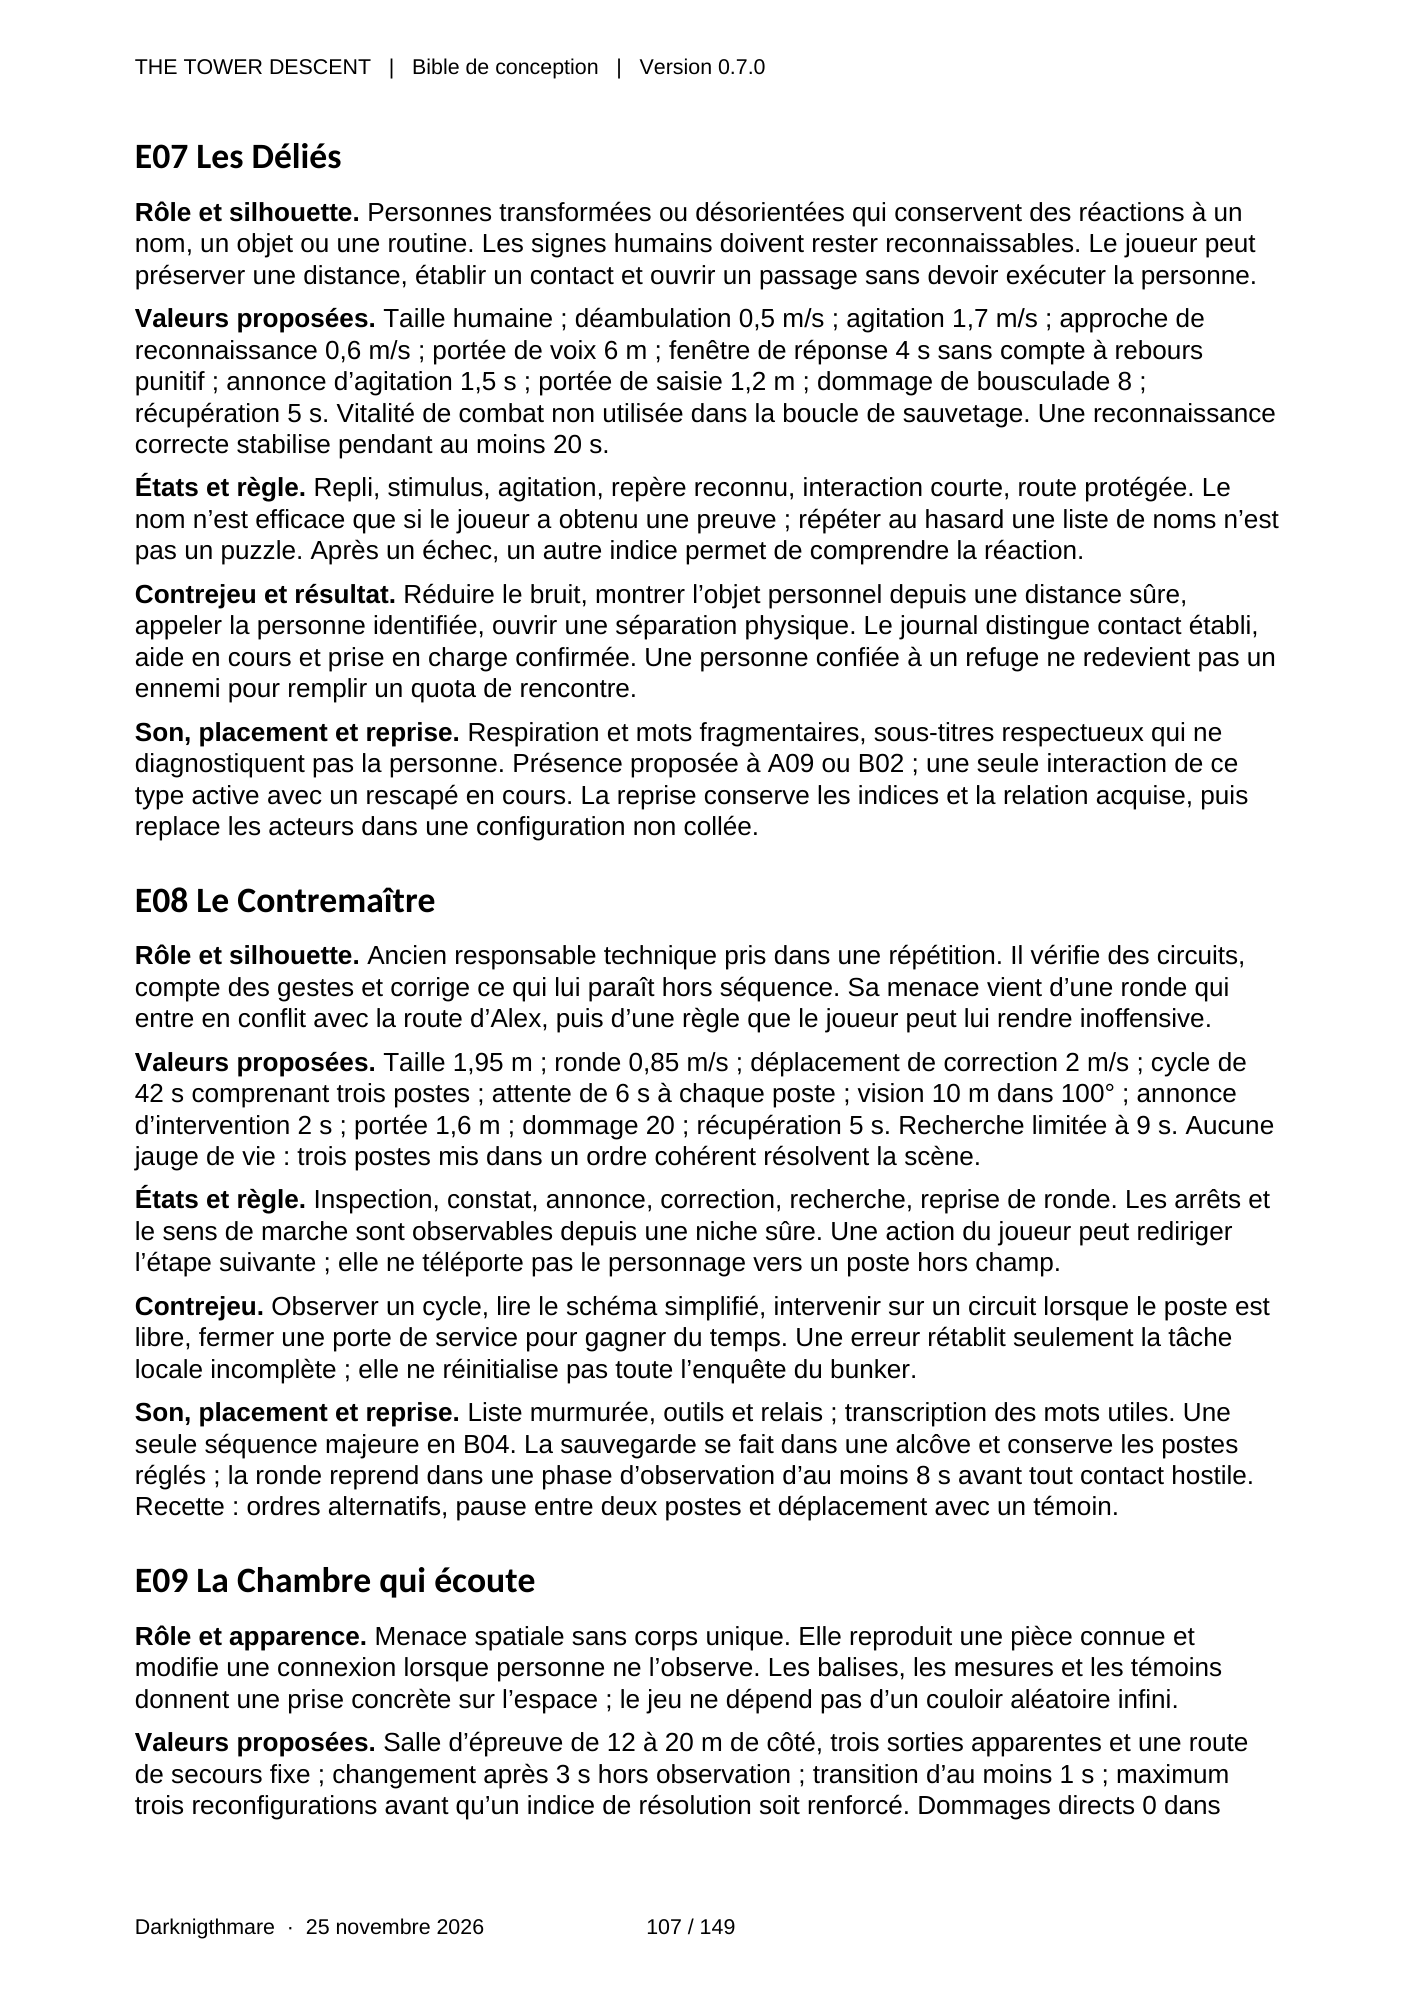 THE TOWER DESCENT | Bible de conception | Version 0.7.0
E07 Les Déliés
Rôle et silhouette. Personnes transformées ou désorientées qui conservent des réactions à un
nom, un objet ou une routine. Les signes humains doivent rester reconnaissables. Le joueur peut
préserver une distance, établir un contact et ouvrir un passage sans devoir exécuter la personne.
Valeurs proposées. Taille humaine ; déambulation 0,5 m/s ; agitation 1,7 m/s ; approche de
reconnaissance 0,6 m/s ; portée de voix 6 m ; fenêtre de réponse 4 s sans compte à rebours
punitif ; annonce d’agitation 1,5 s ; portée de saisie 1,2 m ; dommage de bousculade 8 ;
récupération 5 s. Vitalité de combat non utilisée dans la boucle de sauvetage. Une reconnaissance
correcte stabilise pendant au moins 20 s.
États et règle. Repli, stimulus, agitation, repère reconnu, interaction courte, route protégée. Le
nom n’est efficace que si le joueur a obtenu une preuve ; répéter au hasard une liste de noms n’est
pas un puzzle. Après un échec, un autre indice permet de comprendre la réaction.
Contrejeu et résultat. Réduire le bruit, montrer l’objet personnel depuis une distance sûre,
appeler la personne identifiée, ouvrir une séparation physique. Le journal distingue contact établi,
aide en cours et prise en charge confirmée. Une personne confiée à un refuge ne redevient pas un
ennemi pour remplir un quota de rencontre.
Son, placement et reprise. Respiration et mots fragmentaires, sous-titres respectueux qui ne
diagnostiquent pas la personne. Présence proposée à A09 ou B02 ; une seule interaction de ce
type active avec un rescapé en cours. La reprise conserve les indices et la relation acquise, puis
replace les acteurs dans une configuration non collée.
E08 Le Contremaître
Rôle et silhouette. Ancien responsable technique pris dans une répétition. Il vérifie des circuits,
compte des gestes et corrige ce qui lui paraît hors séquence. Sa menace vient d’une ronde qui
entre en conflit avec la route d’Alex, puis d’une règle que le joueur peut lui rendre inoffensive.
Valeurs proposées. Taille 1,95 m ; ronde 0,85 m/s ; déplacement de correction 2 m/s ; cycle de
42 s comprenant trois postes ; attente de 6 s à chaque poste ; vision 10 m dans 100° ; annonce
d’intervention 2 s ; portée 1,6 m ; dommage 20 ; récupération 5 s. Recherche limitée à 9 s. Aucune
jauge de vie : trois postes mis dans un ordre cohérent résolvent la scène.
États et règle. Inspection, constat, annonce, correction, recherche, reprise de ronde. Les arrêts et
le sens de marche sont observables depuis une niche sûre. Une action du joueur peut rediriger
l’étape suivante ; elle ne téléporte pas le personnage vers un poste hors champ.
Contrejeu. Observer un cycle, lire le schéma simplifié, intervenir sur un circuit lorsque le poste est
libre, fermer une porte de service pour gagner du temps. Une erreur rétablit seulement la tâche
locale incomplète ; elle ne réinitialise pas toute l’enquête du bunker.
Son, placement et reprise. Liste murmurée, outils et relais ; transcription des mots utiles. Une
seule séquence majeure en B04. La sauvegarde se fait dans une alcôve et conserve les postes
réglés ; la ronde reprend dans une phase d’observation d’au moins 8 s avant tout contact hostile.
Recette : ordres alternatifs, pause entre deux postes et déplacement avec un témoin.
E09 La Chambre qui écoute
Rôle et apparence. Menace spatiale sans corps unique. Elle reproduit une pièce connue et
modifie une connexion lorsque personne ne l’observe. Les balises, les mesures et les témoins
donnent une prise concrète sur l’espace ; le jeu ne dépend pas d’un couloir aléatoire infini.
Valeurs proposées. Salle d’épreuve de 12 à 20 m de côté, trois sorties apparentes et une route
de secours fixe ; changement après 3 s hors observation ; transition d’au moins 1 s ; maximum
trois reconfigurations avant qu’un indice de résolution soit renforcé. Dommages directs 0 dans
Darknigthmare · 25 novembre 2026 107 / 149